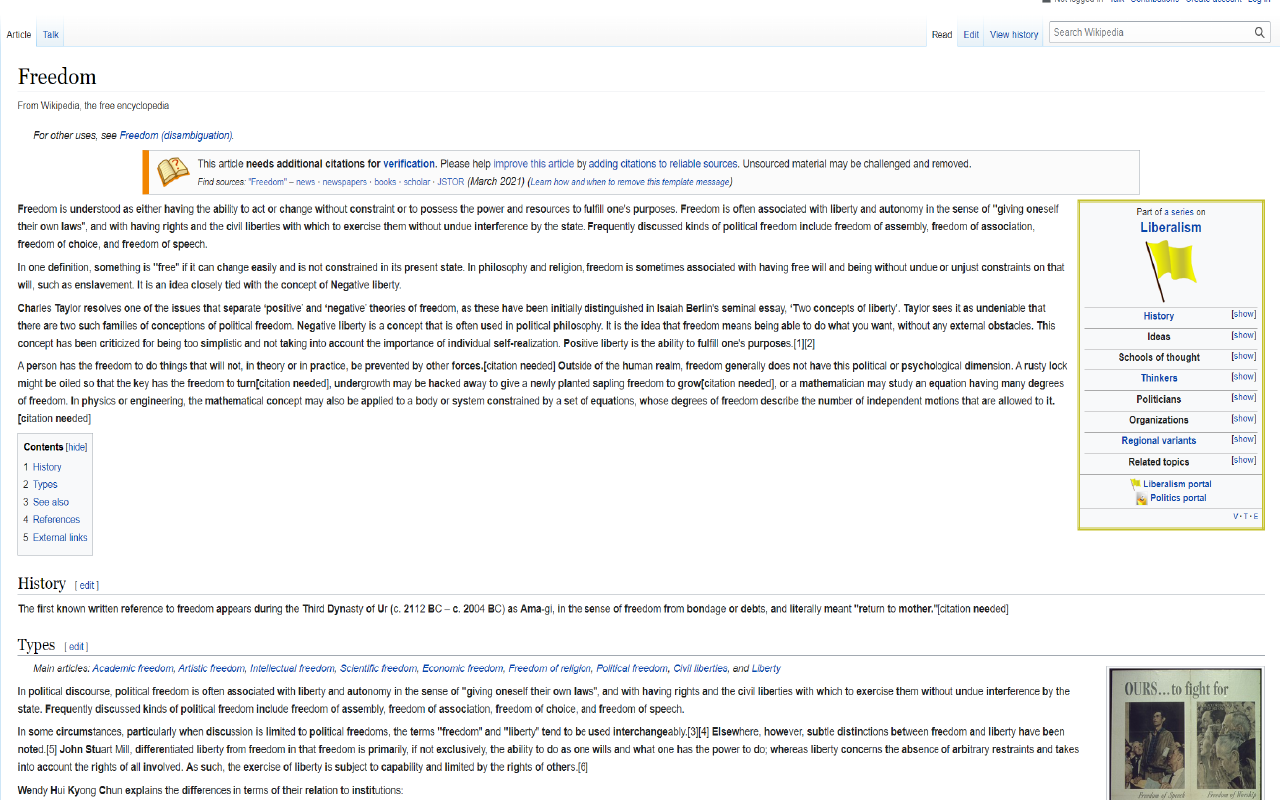 Not logged in Talk Contributions Create account Log in
Article Talk
Read Edit View history Search Wikipedia
Freedom
From Wikipedia, the free encyclopedia
For other uses, see Freedom (disambiguation).
This article needs additional citations for verification. Please help improve this article by adding citations to reliable sources. Unsourced material may be challenged and removed.
Find sources: "Freedom" – news · newspapers · books · scholar · JSTOR (March 2021) (Learn how and when to remove this template message)
Freedom is understood as either having the ability to act or change without constraint or to possess the power and resources to fulfill one's purposes. Freedom is often associated with liberty and autonomy in the sense of "giving oneself
their own laws", and with having rights and the civil liberties with which to exercise them without undue interference by the state. Frequently discussed kinds of political freedom include freedom of assembly, freedom of association,
freedom of choice, and freedom of speech.
In one definition, something is "free" if it can change easily and is not constrained in its present state. In philosophy and religion, freedom is sometimes associated with having free will and being without undue or unjust constraints on that
will, such as enslavement. It is an idea closely tied with the concept of Negative liberty.
Charles Taylor resolves one of the issues that separate 'positive' and 'negative' theories of freedom, as these have been initially distinguished in Isaiah Berlin's seminal essay, 'Two concepts of liberty'. Taylor sees it as undeniable that
there are two such families of conceptions of political freedom. Negative liberty is a concept that is often used in political philosophy. It is the idea that freedom means being able to do what you want, without any external obstacles. This
concept has been criticized for being too simplistic and not taking into account the importance of individual self-realization. Positive liberty is the ability to fulfill one's purposes.[1][2]
A person has the freedom to do things that will not, in theory or in practice, be prevented by other forces.[citation needed] Outside of the human realm, freedom generally does not have this political or psychological dimension. A rusty lock
might be oiled so that the key has the freedom to turn[citation needed], undergrowth may be hacked away to give a newly planted sapling freedom to grow[citation needed], or a mathematician may study an equation having many degrees
of freedom. In physics or engineering, the mathematical concept may also be applied to a body or system constrained by a set of equations, whose degrees of freedom describe the number of independent motions that are allowed to it.
[citation needed]
Part of a series on
Liberalism
History [show]
Ideas [show]
Schools of thought [show]
Thinkers [show]
Politicians [show]
Organizations [show]
Regional variants [show]
Related topics [show]
Liberalism portal
Politics portal
V · T · E
Contents [hide]
1 History
2 Types
3 See also
4 References
5 External links
History [ edit ]
The first known written reference to freedom appears during the Third Dynasty of Ur (c. 2112 BC – c. 2004 BC) as Ama-gi, in the sense of freedom from bondage or debts, and literally meant "return to mother."[citation needed]
Types [ edit ]
Main articles: Academic freedom, Artistic freedom, Intellectual freedom, Scientific freedom, Economic freedom, Freedom of religion, Political freedom, Civil liberties, and Liberty
In political discourse, political freedom is often associated with liberty and autonomy in the sense of "giving oneself their own laws", and with having rights and the civil liberties with which to exercise them without undue interference by the
state. Frequently discussed kinds of political freedom include freedom of assembly, freedom of association, freedom of choice, and freedom of speech.
In some circumstances, particularly when discussion is limited to political freedoms, the terms "freedom" and "liberty" tend to be used interchangeably.[3][4] Elsewhere, however, subtle distinctions between freedom and liberty have been
noted.[5] John Stuart Mill, differentiated liberty from freedom in that freedom is primarily, if not exclusively, the ability to do as one wills and what one has the power to do; whereas liberty concerns the absence of arbitrary restraints and takes
into account the rights of all involved. As such, the exercise of liberty is subject to capability and limited by the rights of others.[6]
Wendy Hui Kyong Chun explains the differences in terms of their relation to institutions:
OURS...to fight for
Freedom of Speech Freedom of Worship